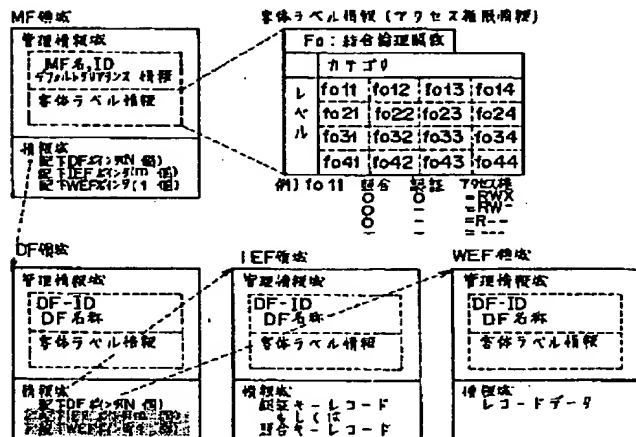 MF領域
管理情報域
MF名,ID
デフォルトクリアランス 情報
客体ラベル情報
情報域
配下DFポインタ(N 個)
配下IEFポインタ(m 個)
配下WEFポインタ(1 個)
客体ラベル情報 (アクセス権限情報)
Fo:結合論理関数
カテゴリ
レベル
fo11 fo12 fo13 fo14
fo21 fo22 fo23 fo24
fo31 fo32 fo33 fo34
fo41 fo42 fo43 fo44
例) fo11 照合 認証 アクセス権
○ ○ =RWX
○ － =RW-
=R--
－ － =---
DF領域
管理情報域
DF-ID
DF名称
客体ラベル情報
情報域
配下DFポインタ(N 個)
IEF領域
管理情報域
DF-ID
DF名称
客体ラベル情報
情報域
認証キーレコード
もしくは
照合キーレコード
WEF領域
管理情報域
DF-ID
DF名称
客体ラベル情報
情報域
レコードデータ